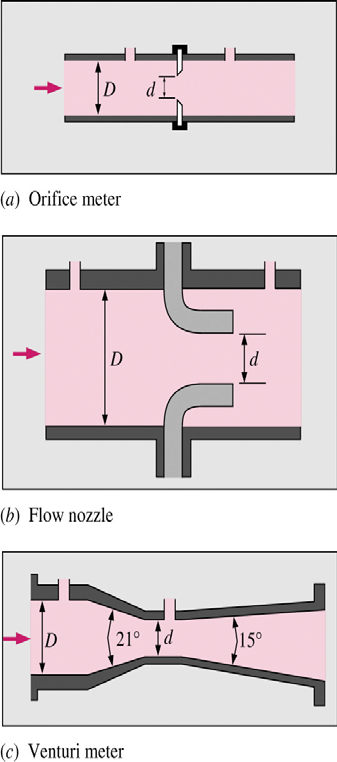 D
d
(a) Orifice meter
D
d
(b) Flow nozzle
D
21°
d
15°
(c) Venturi meter